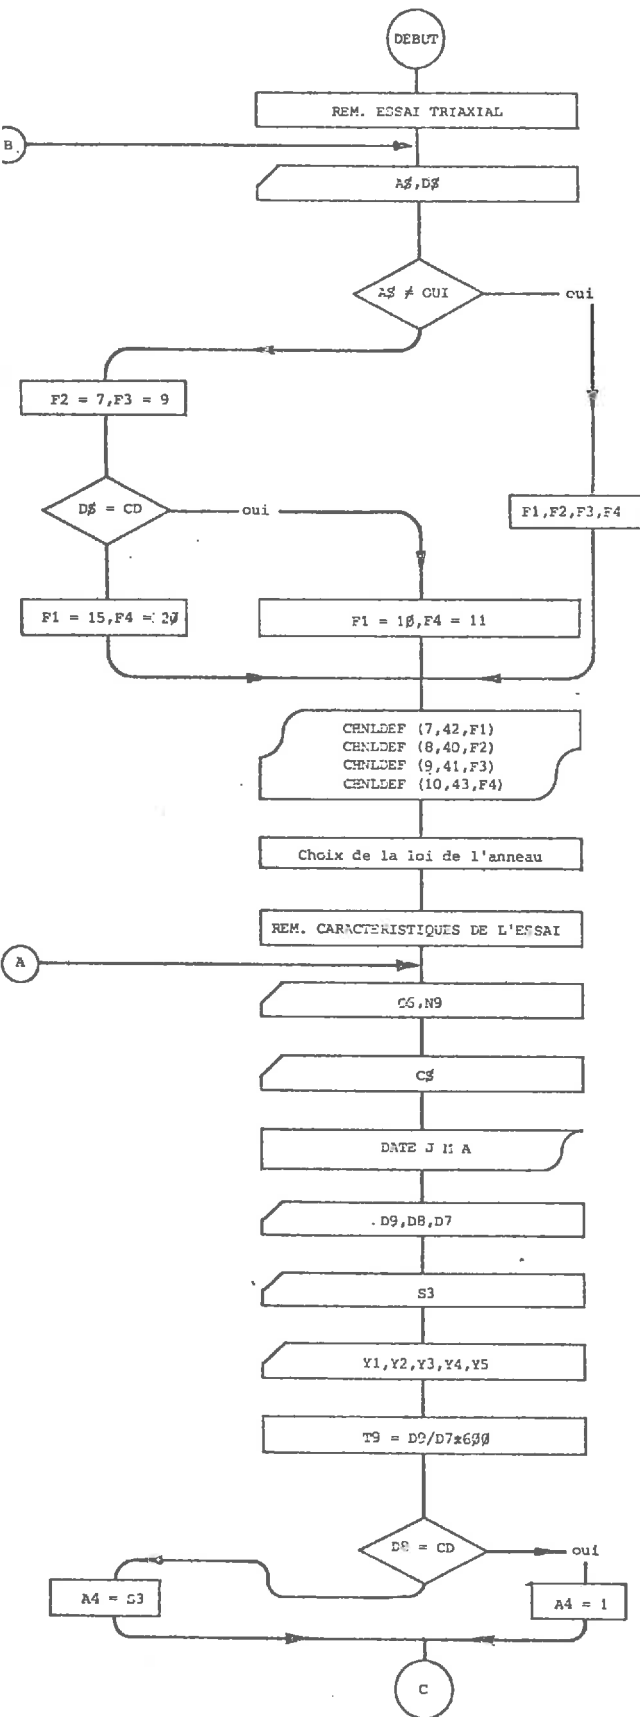 DEBUT
REM. ESSAI TRIAXIAL
B
A$,D$
A$ ≠ OUI
oui
F2 = 7,F3 = 9
D$ = CD
oui
F1,F2,F3,F4
F1 = 15,F4 = 2Ø
F1 = 1Ø,F4 = 11
CHNLDEF (7,42,F1)
CHNLDEF (8,40,F2)
CHNLDEF (9,41,F3)
CHNLDEF (10,43,F4)
Choix de la loi de l'anneau
REM. CARACTERISTIQUES DE L'ESSAI
A
C6,N9
C$
DATE J M A
D9,D8,D7
S3
Y1,Y2,Y3,Y4,Y5
T9 = D9/D7*6ØØ
D8 = CD
oui
A4 = S3
A4 = 1
C